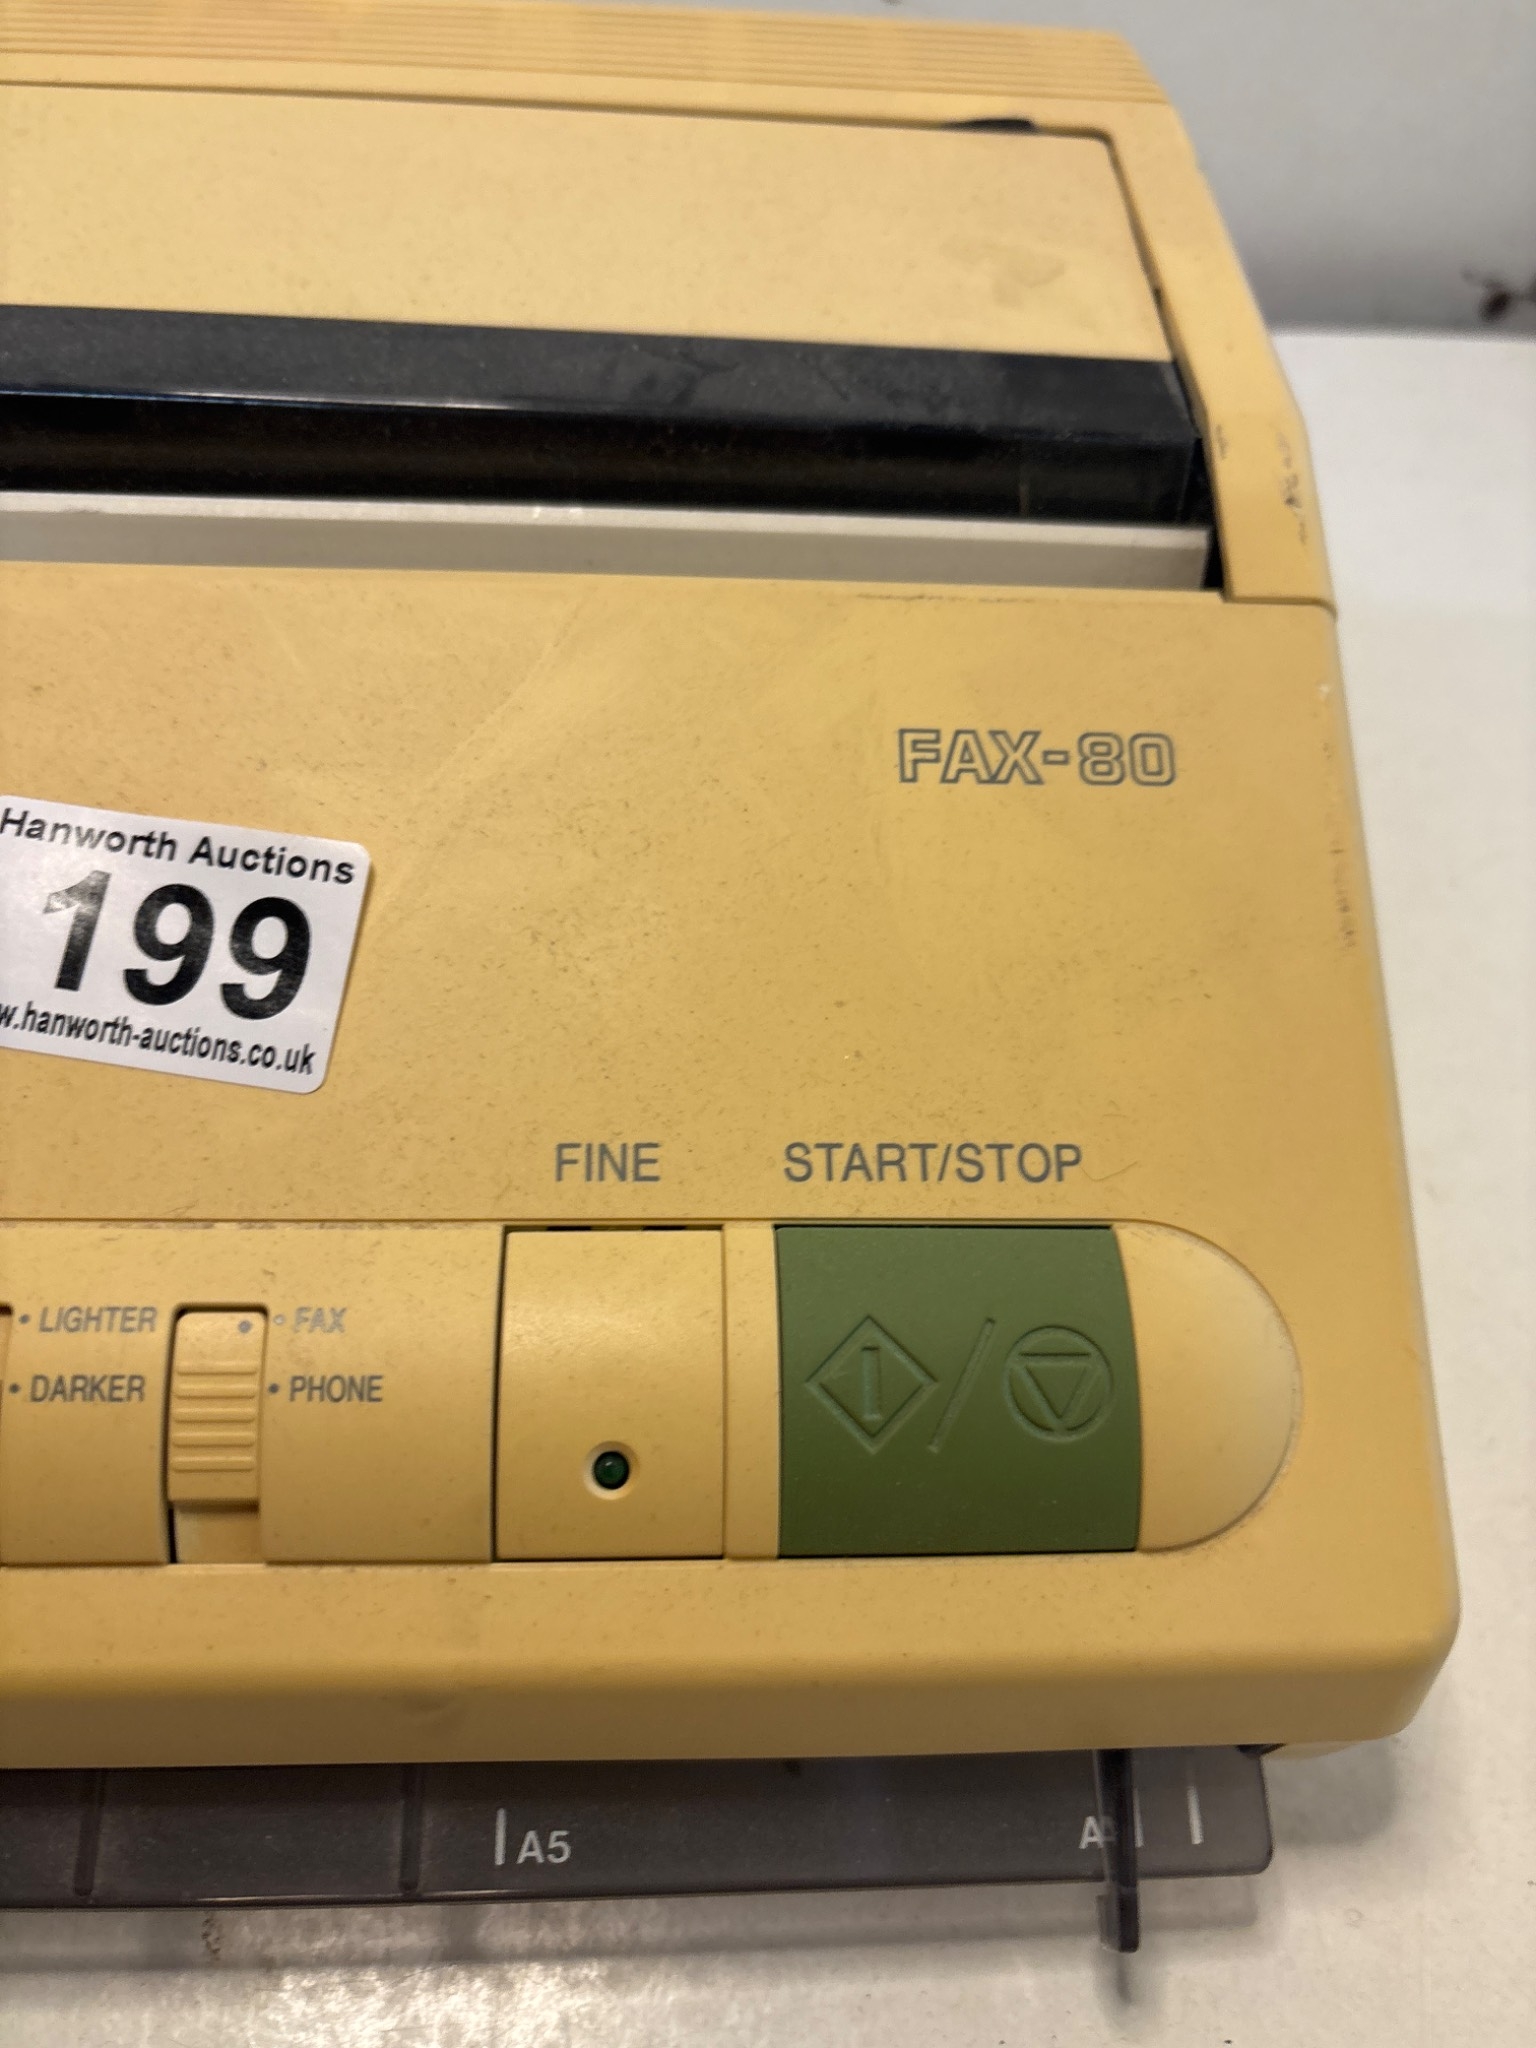 FAX-80
Hanworth Auctions
199
w.hanworth-auctions.co.uk
FINE
START/STOP
• LIGHTER
• DARKER
FAX
• PHONE
A5